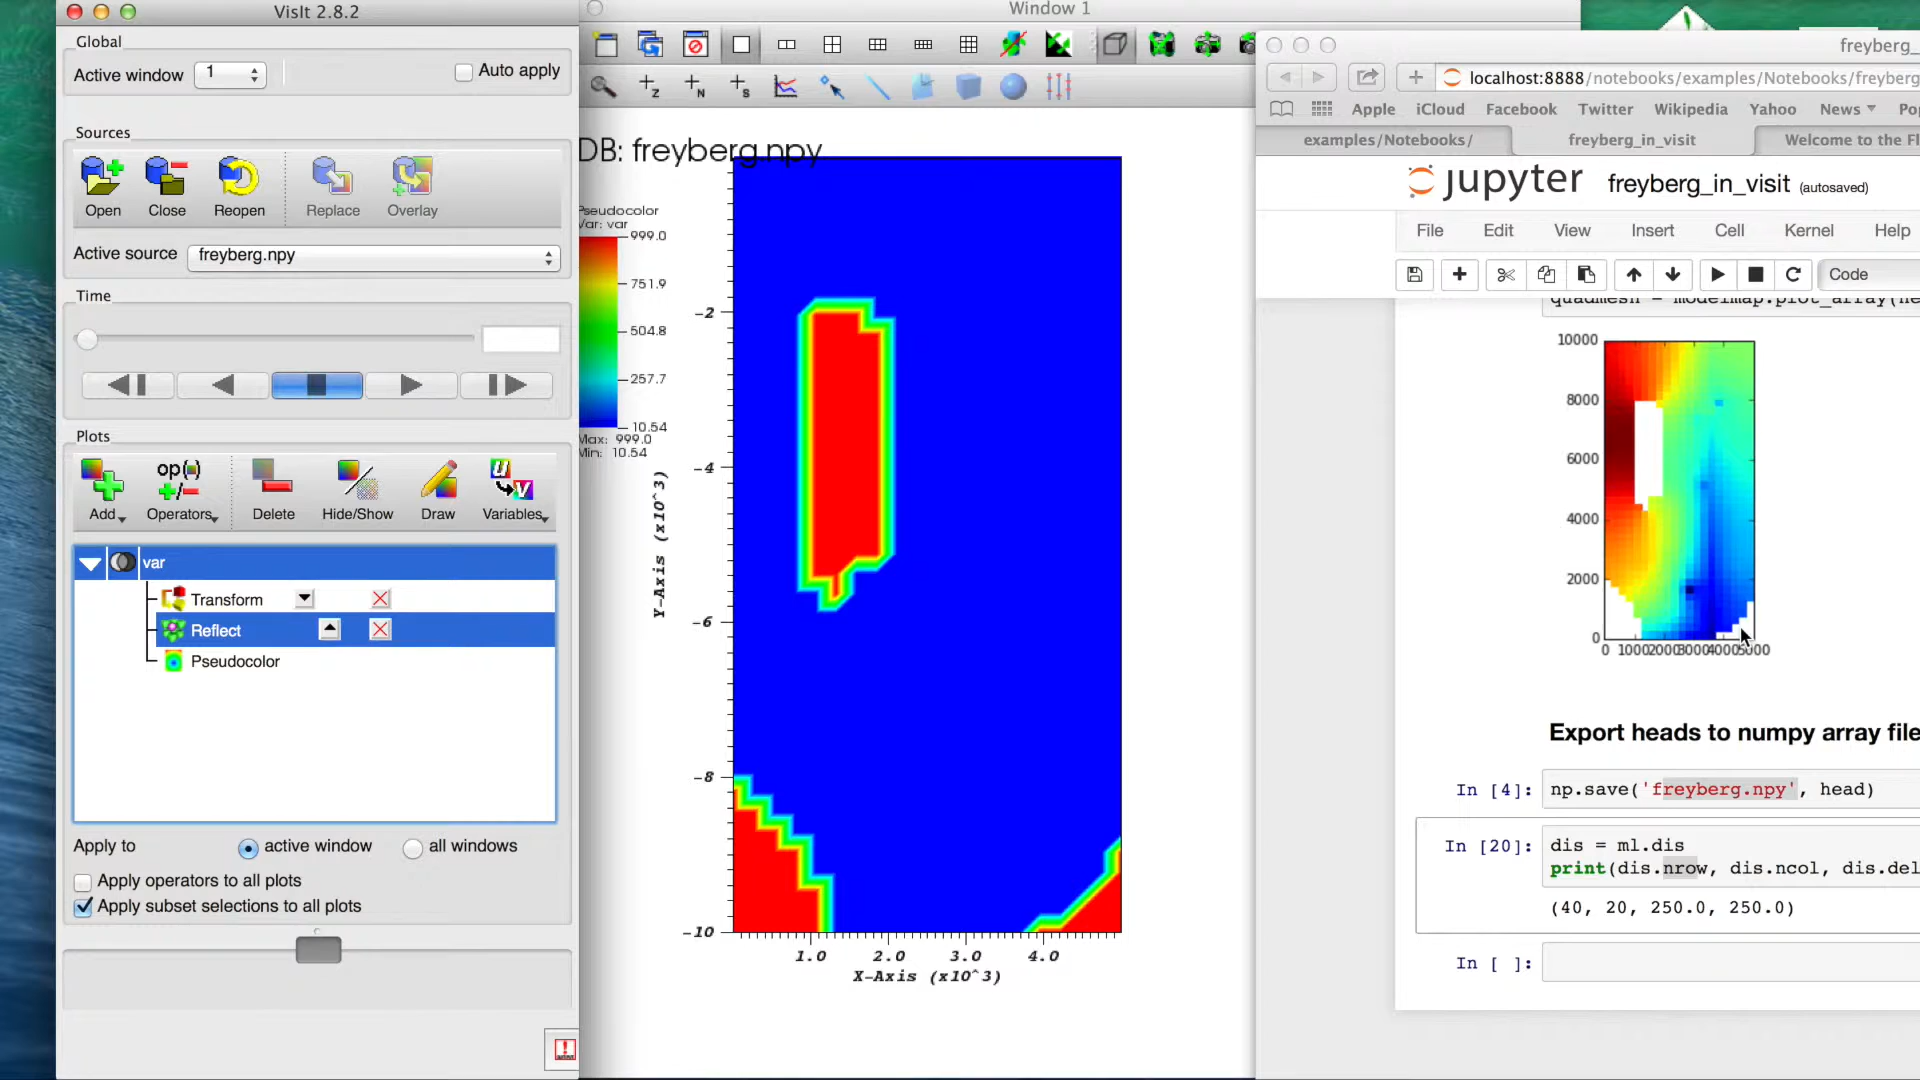 VisIt 2.8.2
Global
Active window
1
Auto apply
Sources
Open
Close
Reopen
Replace
Overlay
Active source
freyberg.npy
Time
Plots
op( )
+/-
Add
Operators
Delete
Hide/Show
Draw
Variables
var
Transform
Reflect
Pseudocolor
Apply to
active window
all windows
Apply operators to all plots
Apply subset selections to all plots
Window 1
DB: freyberg.npy
Pseudocolor
Var: var
999.0
751.9
504.8
257.7
10.54
Max: 999.0
Min: 10.54
Y-Axis (x10^3)
-2
-4
-6
-8
-10
1.0 2.0 3.0 4.0
X-Axis (x10^3)
freyberg_
localhost:8888/notebooks/examples/Notebooks/freyberg
Apple iCloud Facebook Twitter Wikipedia Yahoo News Po
examples/Notebooks/
freyberg_in_visit
Welcome to the Fl
jupyter freyberg_in_visit (autosaved)
File Edit View Insert Cell Kernel Help
Code
quadmesh = modelmap.plot_array(he
10000
8000
6000
4000
2000
0
0 1000 2000 3000 4000 5000
Export heads to numpy array file
In [4]: np.save('freyberg.npy', head)
In [20]: dis = ml.dis
print(dis.nrow, dis.ncol, dis.del
(40, 20, 250.0, 250.0)
In [ ]: